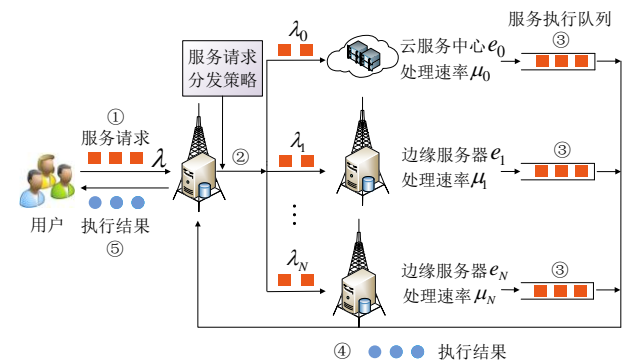 服务执行队列
③
λ0
云服务中心e0
处理速率μ0
服务请求
分发策略
①
服务请求
λ
②
λ1
边缘服务器e1
处理速率μ1
③
用户
执行结果
⑤
⋮
λN
边缘服务器eN
处理速率μN
③
④
执行结果